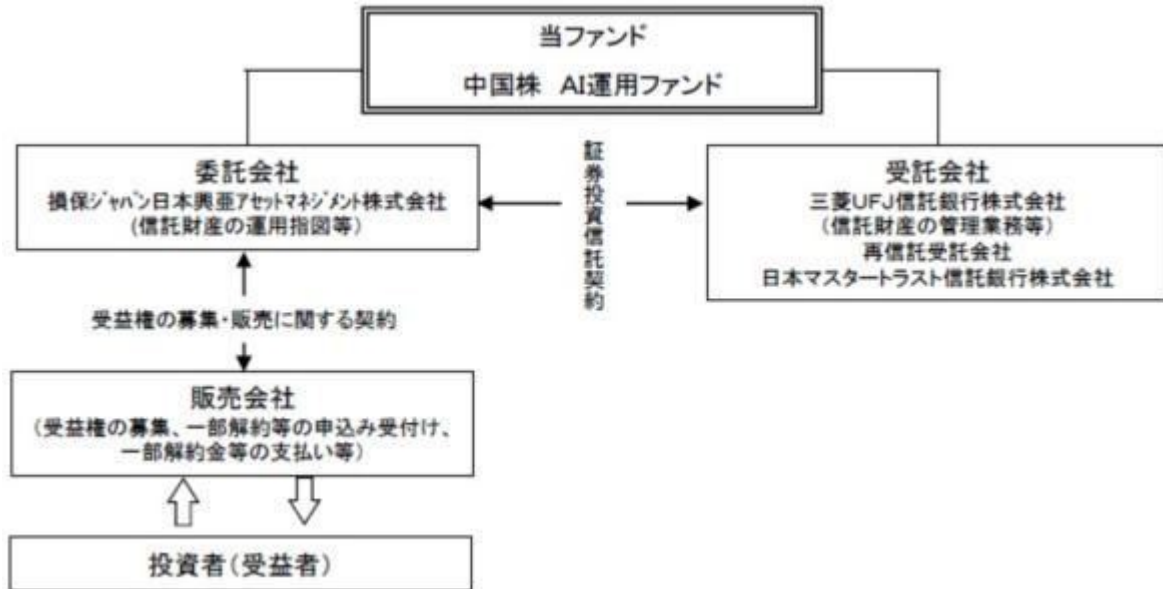 当ファンド
中国株 AI運用ファンド
委託会社
損保ジャパン日本興亜アセットマネジメント株式会社
(信託財産の運用指図等)
証券投資信託契約
受託会社
三菱UFJ信託銀行株式会社
(信託財産の管理業務等)
再信託受託会社
日本マスタートラスト信託銀行株式会社
受益権の募集・販売に関する契約
販売会社
(受益権の募集、一部解約等の申込み受付け、
一部解約金等の支払い等)
投資者(受益者)